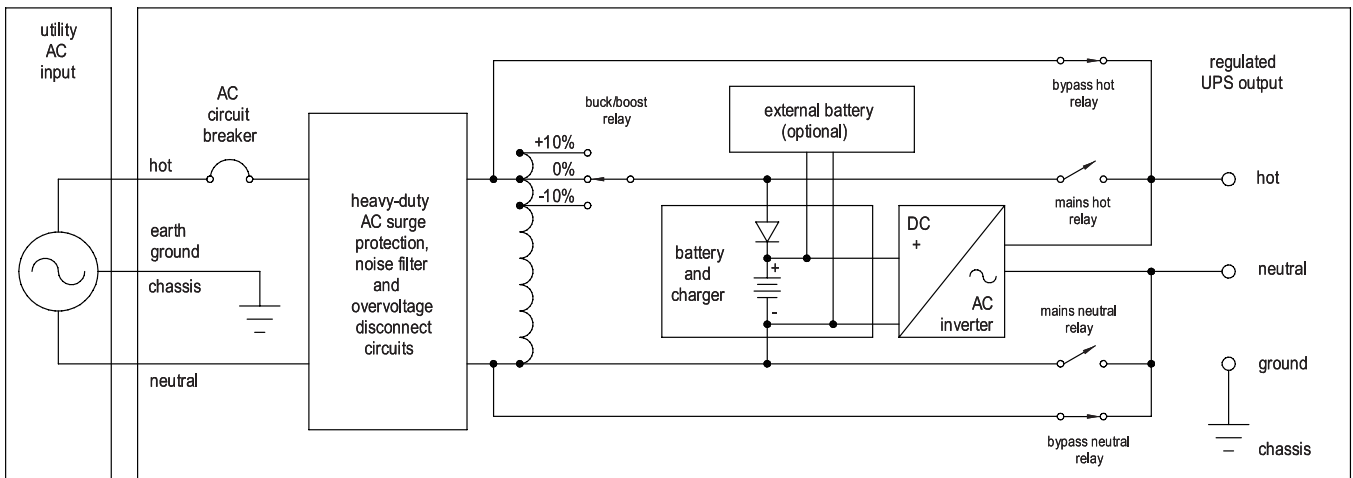 utility
AC
input
hot
earth
ground
chassis
neutral
AC
circuit
breaker
heavy-duty
AC surge
protection,
noise filter
and
overvoltage
disconnect
circuits
+10%
0%
-10%
buck/boost
relay
external battery
(optional)
battery
and
charger
+
-
DC
+
AC
inverter
bypass hot
relay
mains hot
relay
mains neutral
relay
bypass neutral
relay
regulated
UPS output
hot
neutral
ground
chassis